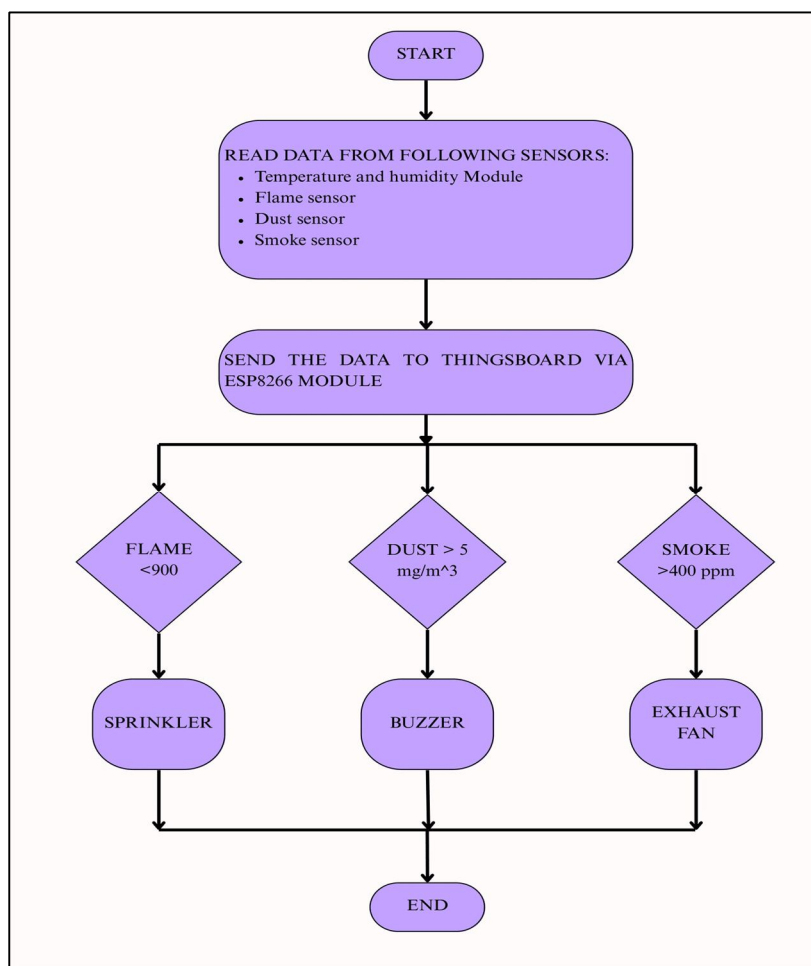 START
READ DATA FROM FOLLOWING SENSORS:
• Temperature and humidity Module
• Flame sensor
• Dust sensor
• Smoke sensor
SEND THE DATA TO THINGSBOARD VIA
ESP8266 MODULE
FLAME
<900
DUST > 5
mg/m^3
SMOKE
>400 ppm
SPRINKLER
BUZZER
EXHAUST
FAN
END